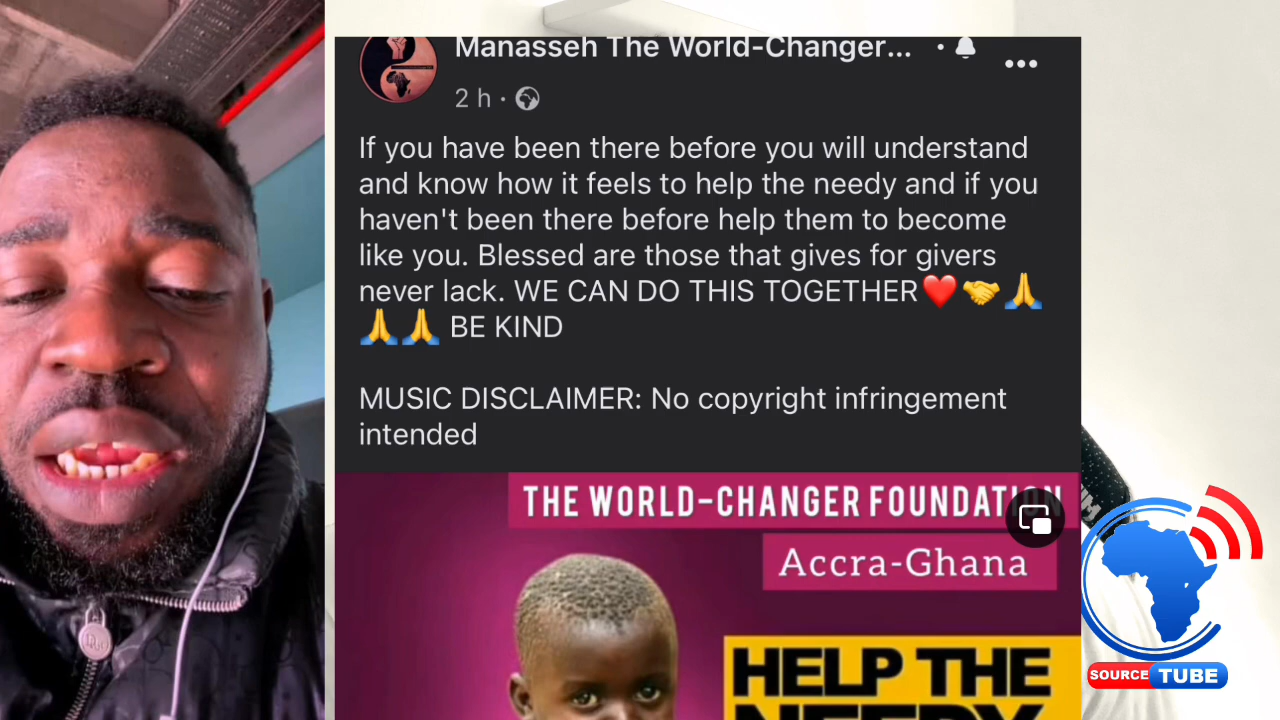 Manasseh The World-Changer... •
•••
2 h ·
If you have been there before you will understand
and know how it feels to help the needy and if you
haven't been there before help them to become
like you. Blessed are those that gives for givers
never lack. WE CAN DO THIS TOGETHER❤️🤝🙏
🙏🙏 BE KIND
MUSIC DISCLAIMER: No copyright infringement
intended
THE WORLD-CHANGER FOUNDATION
Accra-Ghana
HELP THE
NEEDY
SOURCE TUBE